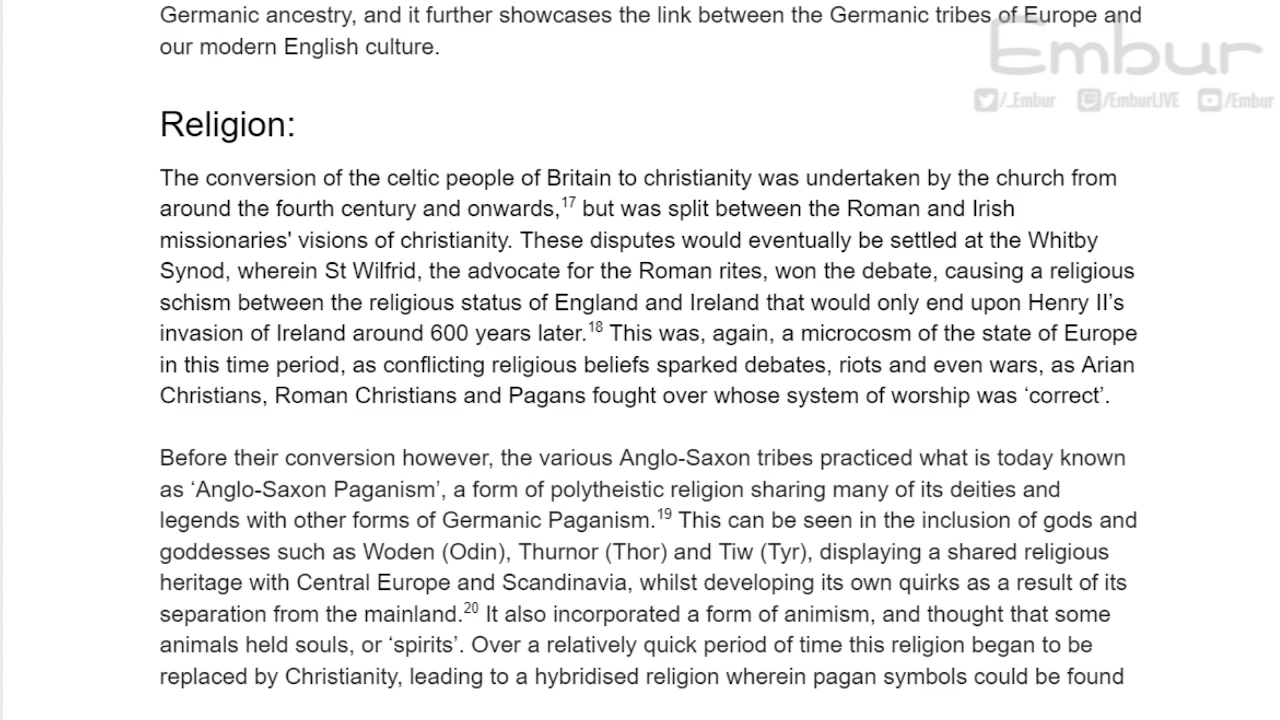 Germanic ancestry, and it further showcases the link between the Germanic tribes of Europe and
our modern English culture.
Embur
/_Embur /EmburLIVE /Embur
Religion:
The conversion of the celtic people of Britain to christianity was undertaken by the church from
around the fourth century and onwards,17 but was split between the Roman and Irish
missionaries' visions of christianity. These disputes would eventually be settled at the Whitby
Synod, wherein St Wilfrid, the advocate for the Roman rites, won the debate, causing a religious
schism between the religious status of England and Ireland that would only end upon Henry II’s
invasion of Ireland around 600 years later.18 This was, again, a microcosm of the state of Europe
in this time period, as conflicting religious beliefs sparked debates, riots and even wars, as Arian
Christians, Roman Christians and Pagans fought over whose system of worship was ‘correct’.
Before their conversion however, the various Anglo-Saxon tribes practiced what is today known
as ‘Anglo-Saxon Paganism’, a form of polytheistic religion sharing many of its deities and
legends with other forms of Germanic Paganism.19 This can be seen in the inclusion of gods and
goddesses such as Woden (Odin), Thurnor (Thor) and Tiw (Tyr), displaying a shared religious
heritage with Central Europe and Scandinavia, whilst developing its own quirks as a result of its
separation from the mainland.20 It also incorporated a form of animism, and thought that some
animals held souls, or ‘spirits’. Over a relatively quick period of time this religion began to be
replaced by Christianity, leading to a hybridised religion wherein pagan symbols could be found